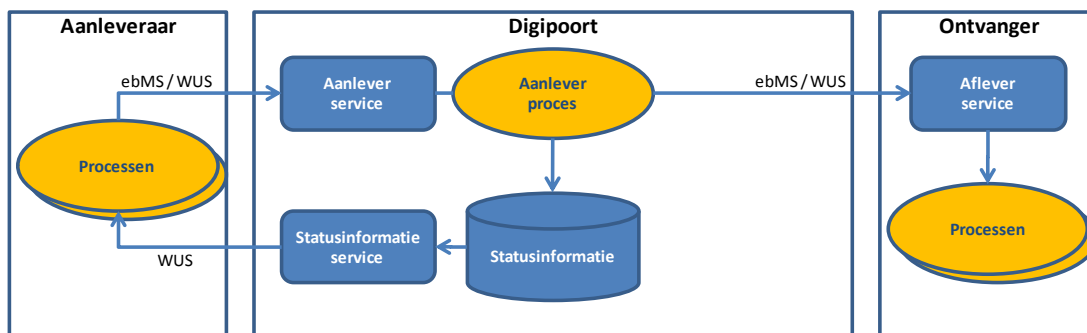 Aanleveraar
Digipoort
Ontvanger
ebMS / WUS
Aanlever
service
Aanlever
proces
ebMS / WUS
Aflever
service
Processen
Statusinformatie
service
Statusinformatie
WUS
Processen